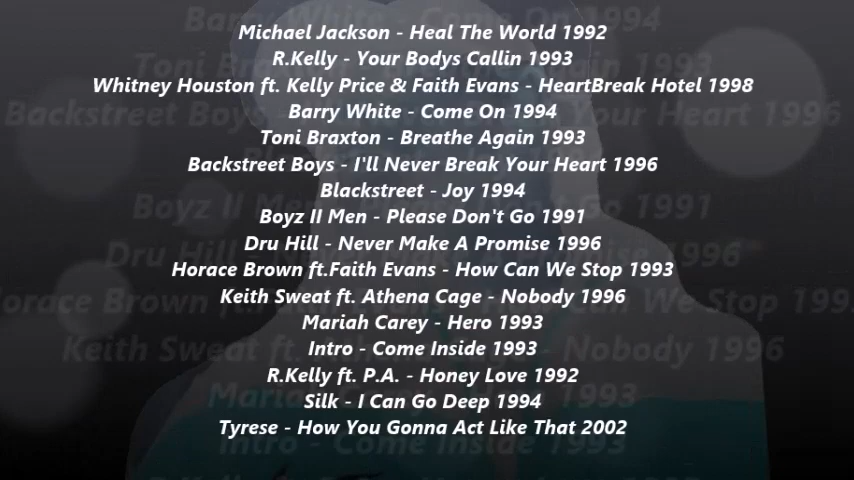 Michael Jackson - Heal The World 1992
R.Kelly - Your Bodys Callin 1993
Whitney Houston ft. Kelly Price & Faith Evans - HeartBreak Hotel 1998
Barry White - Come On 1994
Toni Braxton - Breathe Again 1993
Backstreet Boys - I'll Never Break Your Heart 1996
Blackstreet - Joy 1994
Boyz II Men - Please Don't Go 1991
Dru Hill - Never Make A Promise 1996
Horace Brown ft.Faith Evans - How Can We Stop 1993
Keith Sweat ft. Athena Cage - Nobody 1996
Mariah Carey - Hero 1993
Intro - Come Inside 1993
R.Kelly ft. P.A. - Honey Love 1992
Silk - I Can Go Deep 1994
Tyrese - How You Gonna Act Like That 2002